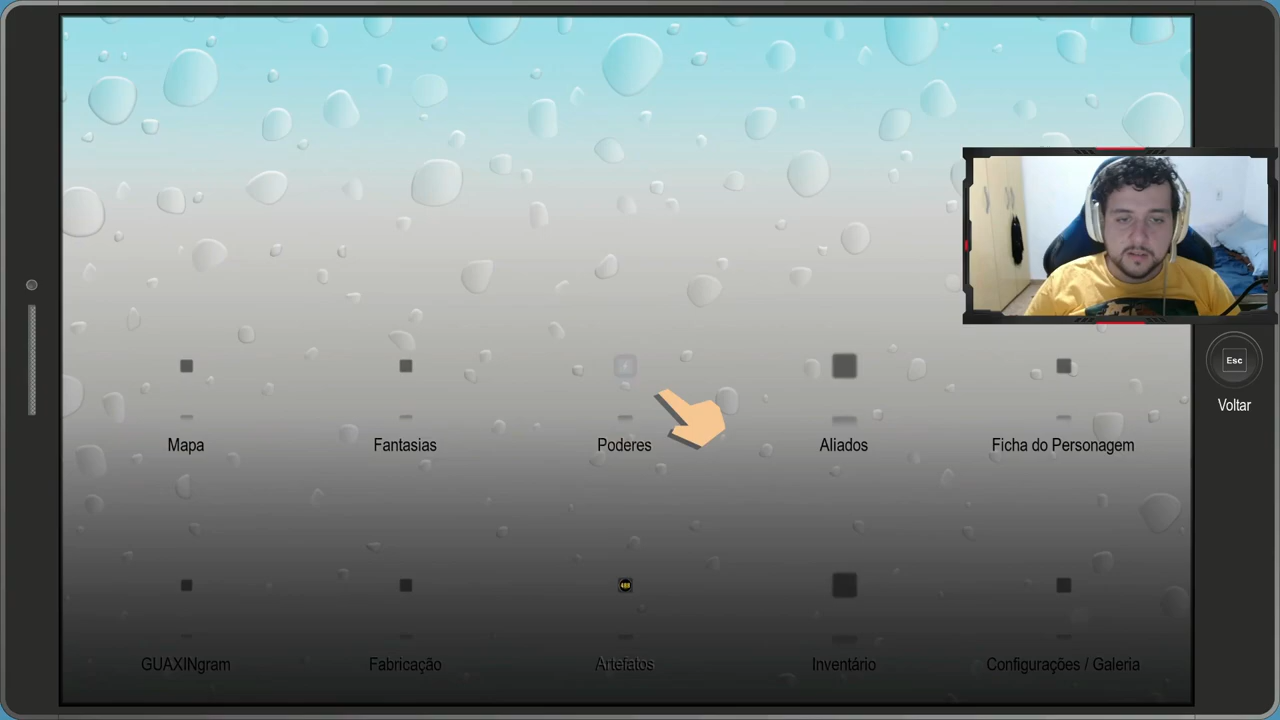 Esc
Voltar
Mapa
Fantasias
Poderes
Aliados
Ficha do Personagem
GUAXINgram
Fabricação
Artefatos
Inventário
Configurações / Galeria